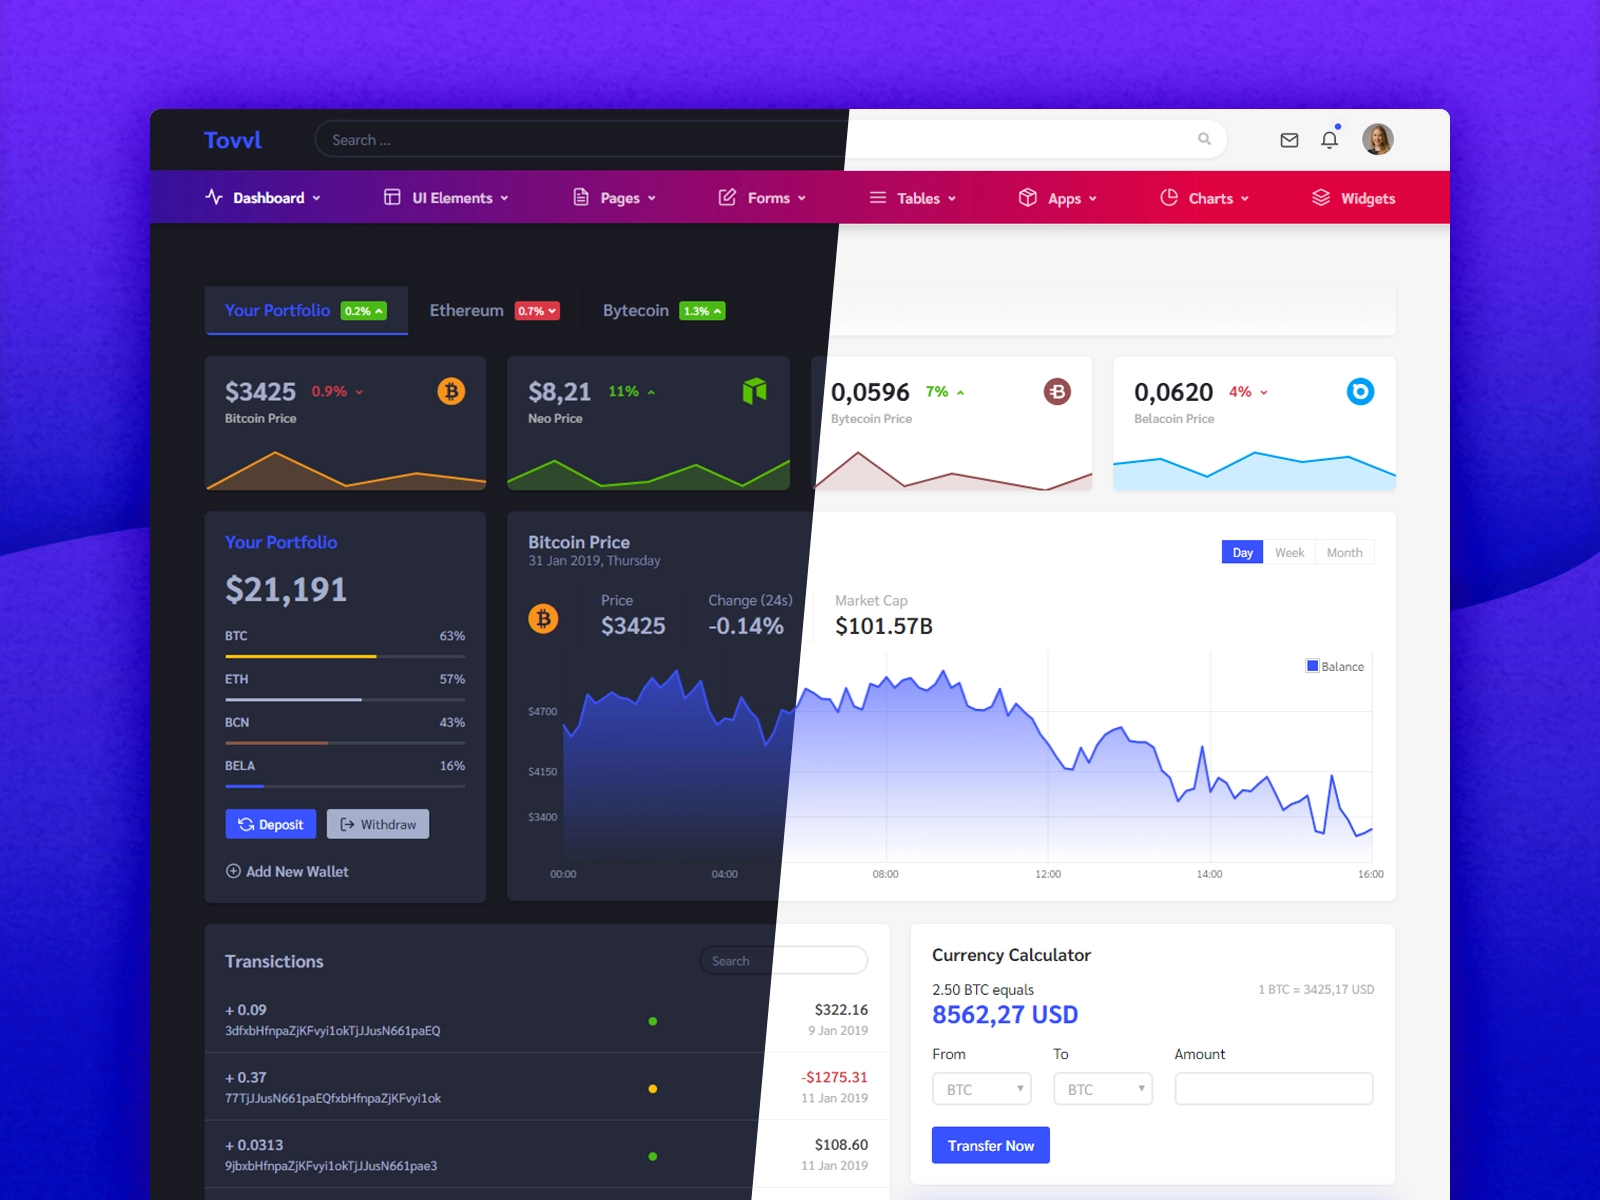 Tovvl
Search ...
Dashboard UI Elements Pages Forms Tables Apps Charts Widgets
Your Portfolio 0.2% Ethereum 0.7% Bytecoin 1.3%
$3425 0.9%
Bitcoin Price
$8,21 11%
Neo Price
0,0596 7%
Bytecoin Price
0,0620 4%
Belacoin Price
Your Portfolio
$21,191
BTC 63%
ETH 57%
BCN 43%
BELA 16%
Deposit Withdraw
Add New Wallet
Bitcoin Price
31 Jan 2019, Thursday
Day Week Month
Price Change (24s) Market Cap
$3425 -0.14% $101.57B
Balance
$4700
$4150
$3400
00:00 04:00 08:00 12:00 14:00 16:00
Transictions
Search
+ 0.09 $322.16
3dfxbHfnpaZjKFvyi1okTjJJusN661paEQ 9 Jan 2019
+ 0.37 -$1275.31
77TjJJusN661paEQfxbHfnpaZjKFvyi1ok 11 Jan 2019
+ 0.0313 $108.60
9jbxbHfnpaZjKFvyi1okTjJJusN661pae3 11 Jan 2019
Currency Calculator
2.50 BTC equals 1 BTC = 3425,17 USD
8562,27 USD
From To Amount
BTC BTC
Transfer Now